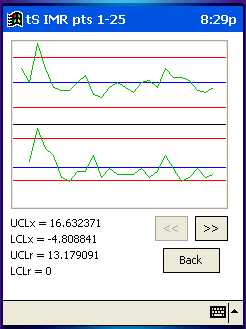 tS IMR pts 1-25 8:29p
UCLx = 16.632371
LCLx = -4.808841
UCLr = 13.179091
LCLr = 0
<< >>
Back